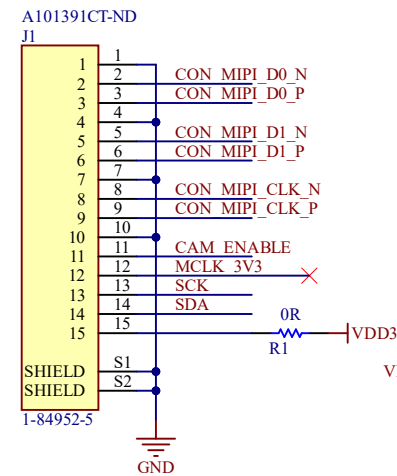 A101391CT-ND
J1
1 1
2 2 CON_MIPI_D0_N
3 3 CON_MIPI_D0_P
4 4
5 5 CON_MIPI_D1_N
6 6 CON_MIPI_D1_P
7 7
8 8 CON_MIPI_CLK_N
9 9 CON_MIPI_CLK_P
10 10
11 11 CAM_ENABLE
12 12 MCLK_3V3
13 13 SCK
14 14 SDA
15 15 0R VDD3
R1
V
SHIELD S1
SHIELD S2
1-84952-5
GND